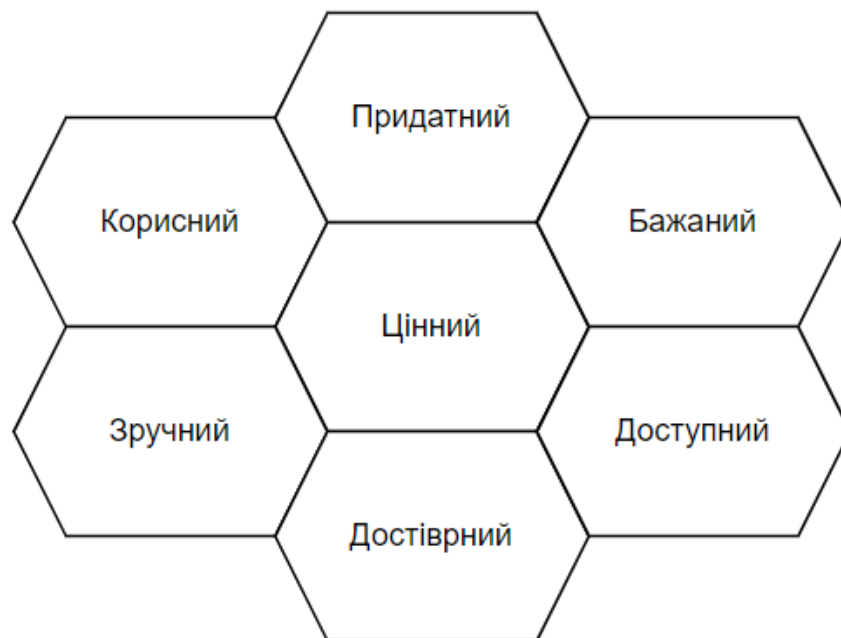 Придатний
Корисний
Бажаний
Цінний
Зручний
Доступний
Достіврний